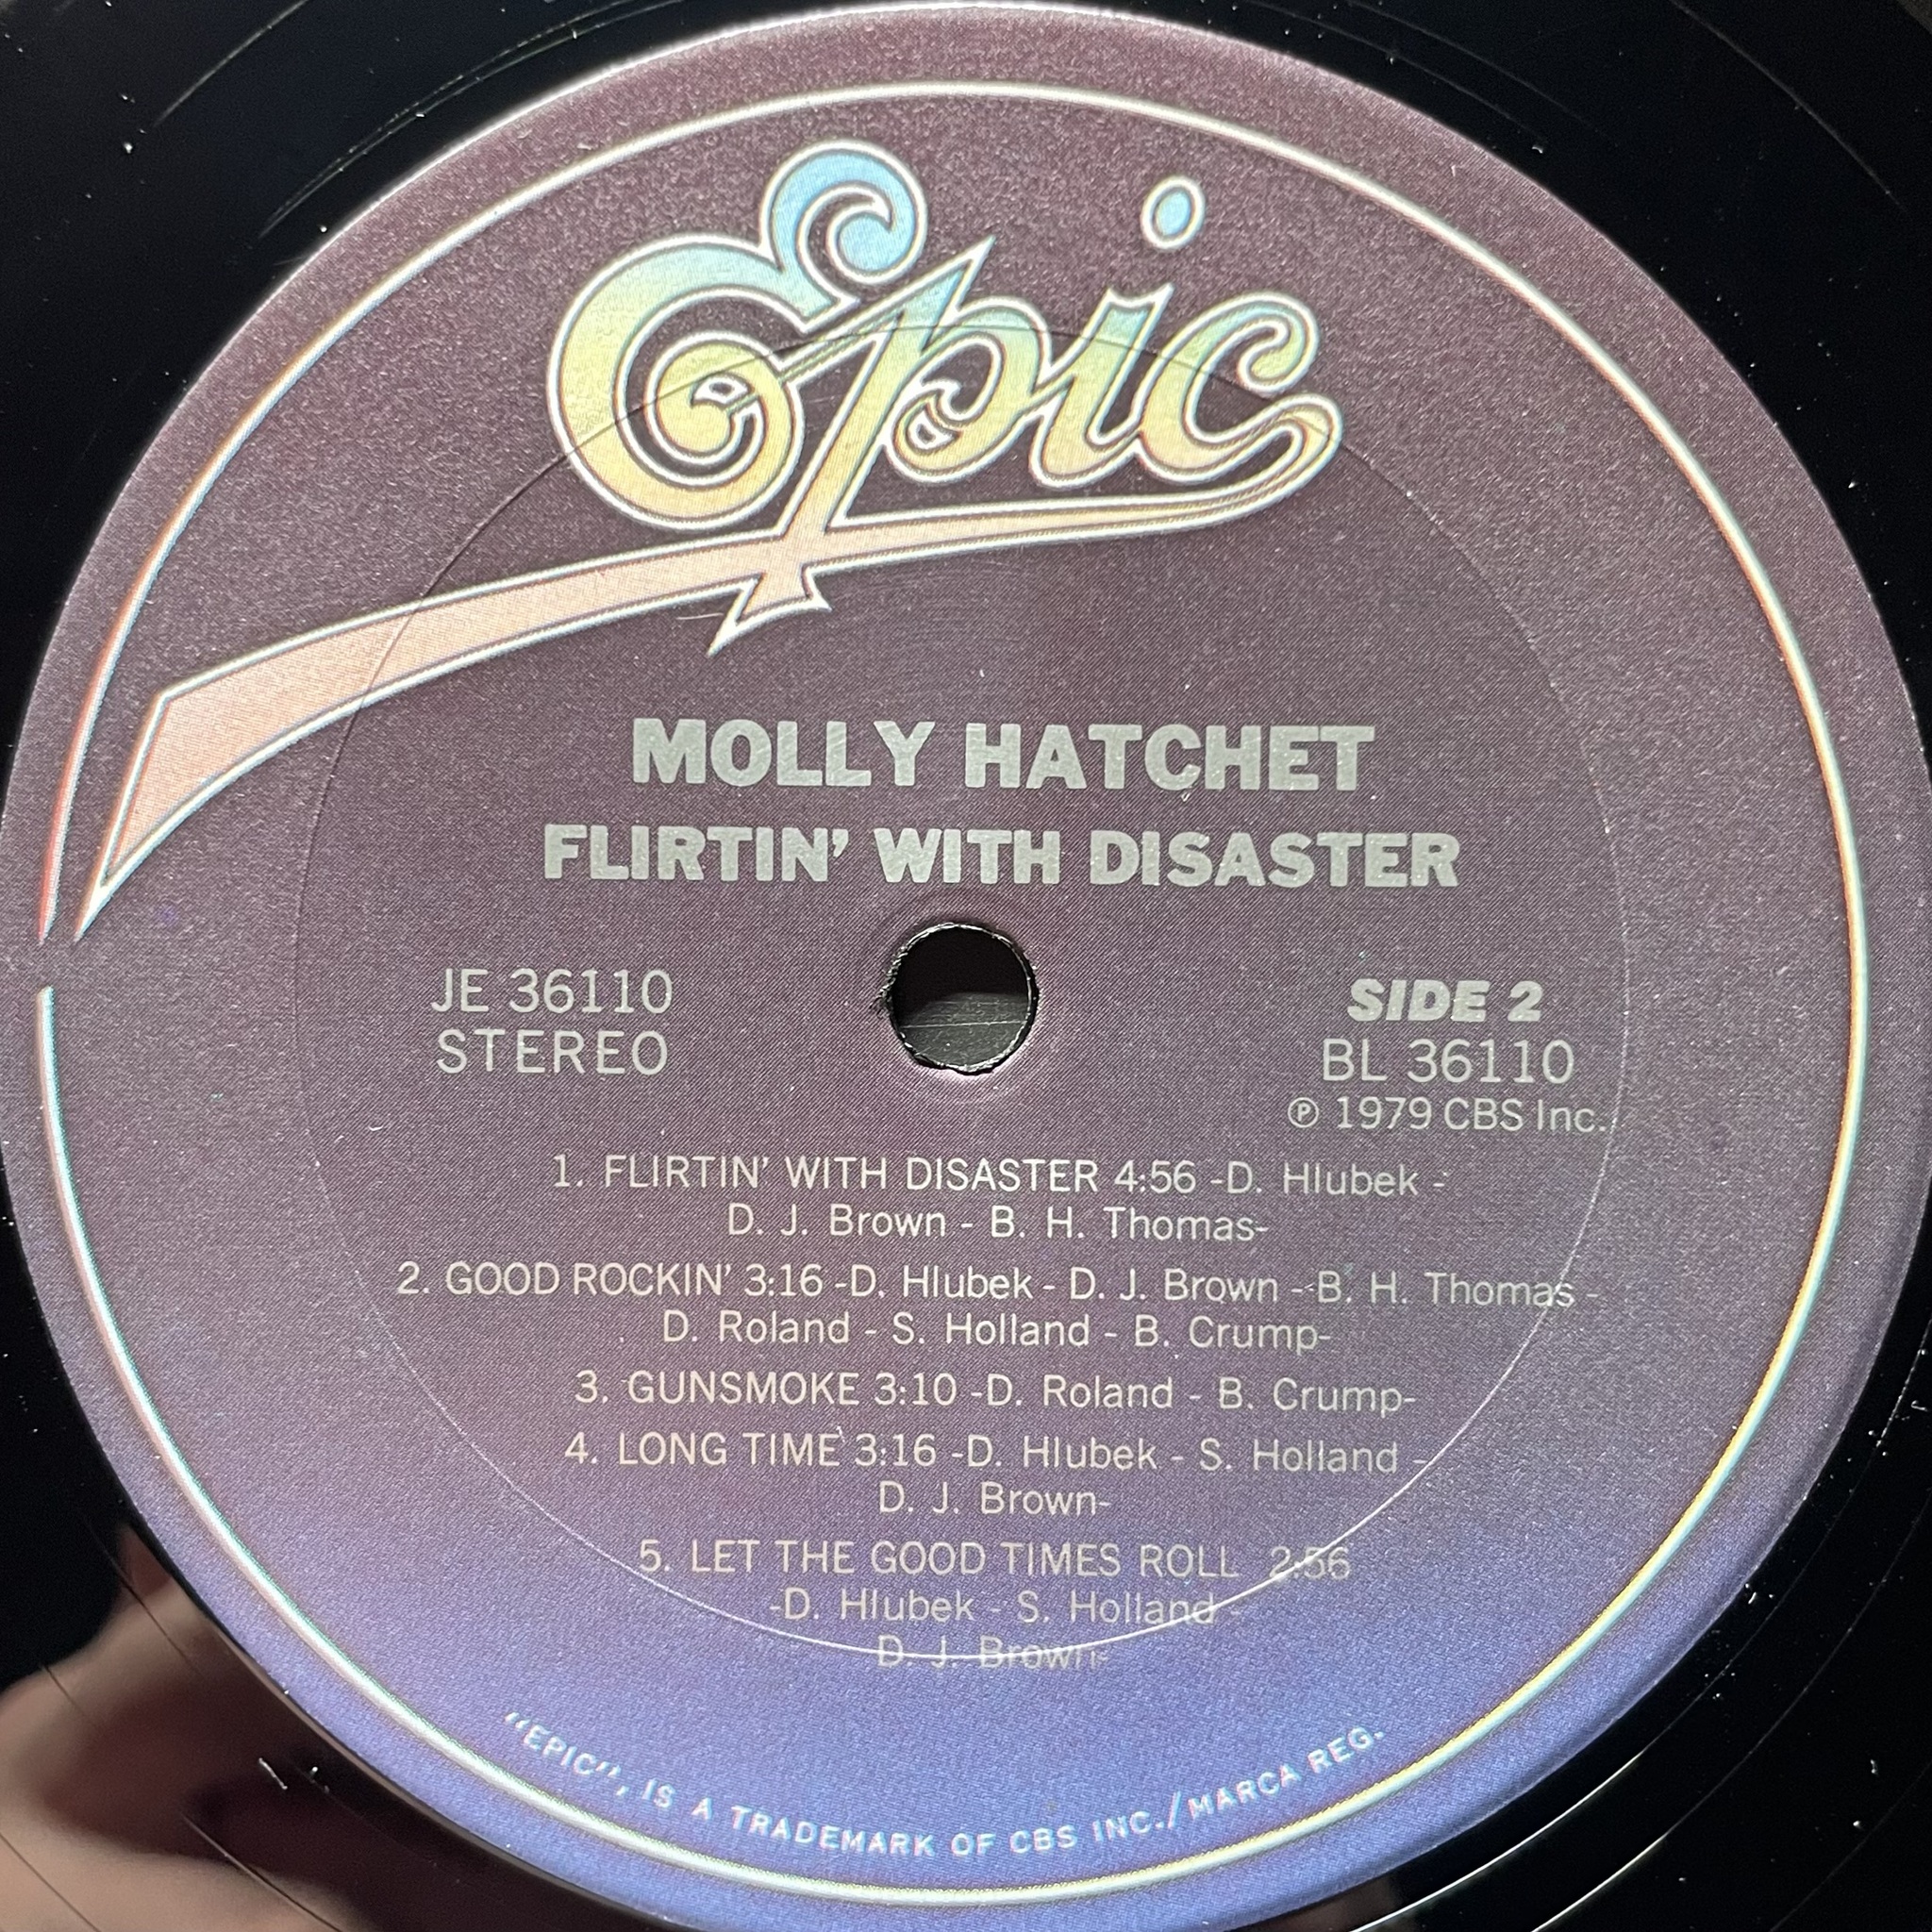 Epic
MOLLY HATCHET
FLIRTIN' WITH DISASTER
JE 36110
STEREO
SIDE 2
BL 36110
℗ 1979 CBS Inc.
1. FLIRTIN' WITH DISASTER 4:56 -D. Hlubek -
D. J. Brown - B. H. Thomas-
2. GOOD ROCKIN' 3:16 -D. Hlubek - D. J. Brown - B. H. Thomas -
D. Roland - S. Holland - B. Crump-
3. GUNSMOKE 3:10 -D. Roland - B. Crump-
4. LONG TIME 3:16 -D. Hlubek - S. Holland -
D. J. Brown-
5. LET THE GOOD TIMES ROLL 2:56
-D. Hlubek - S. Holland -
D. J. Brown-
"EPIC", IS A TRADEMARK OF CBS INC./MARCA REG.